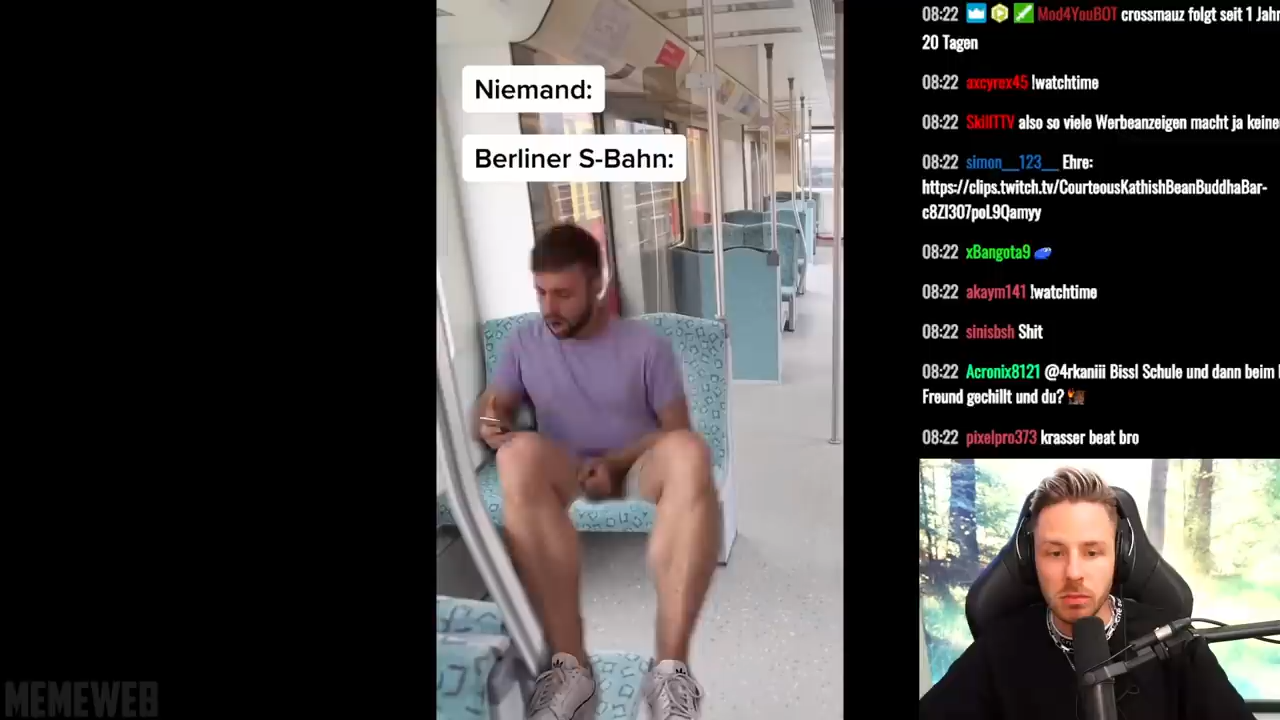 Niemand:
Berliner S-Bahn:
08:22 Mod4YouBOT crossmauz folgt seit 1 Jahr
20 Tagen
08:22 axcyrex45 !watchtime
08:22 SkillTTV also so viele Werbeanzeigen macht ja keine
08:22 simon__123__ Ehre:
https://clips.twitch.tv/CourteousKathishBeanBuddhaBar-
c8ZI307poL9Qamyy
08:22 xBangota9
08:22 akaym141 !watchtime
08:22 sinisbsh Shit
08:22 Acronix8121 @4rkaniii Bissl Schule und dann beim
Freund gechillt und du?
08:22 pixelpro373 krasser beat bro
MEMEWEB